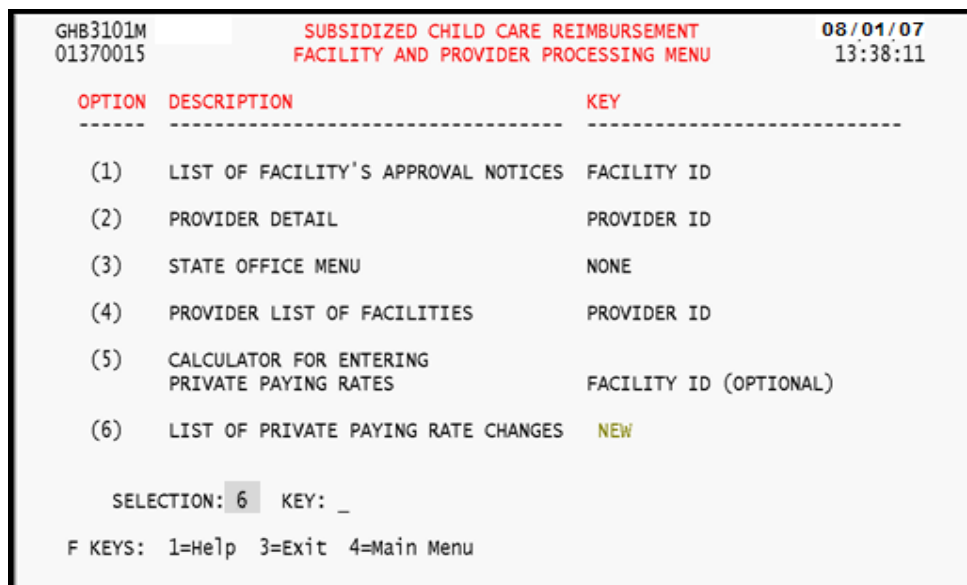 GHB3101M SUBSIDIZED CHILD CARE REIMBURSEMENT 08/01/07
01370015 FACILITY AND PROVIDER PROCESSING MENU 13:38:11
OPTION DESCRIPTION KEY
------ ----------------------------------- ----------------------------
(1) LIST OF FACILITY'S APPROVAL NOTICES FACILITY ID
(2) PROVIDER DETAIL PROVIDER ID
(3) STATE OFFICE MENU NONE
(4) PROVIDER LIST OF FACILITIES PROVIDER ID
(5) CALCULATOR FOR ENTERING
PRIVATE PAYING RATES FACILITY ID (OPTIONAL)
(6) LIST OF PRIVATE PAYING RATE CHANGES NEW
SELECTION: 6 KEY: _
F KEYS: 1=Help 3=Exit 4=Main Menu